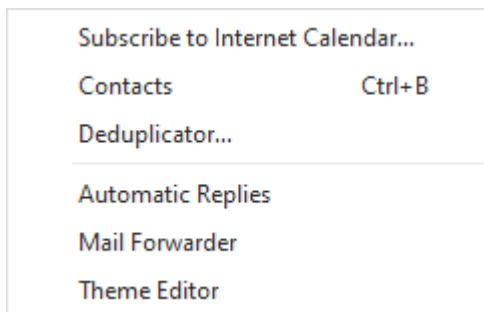 Subscribe to Internet Calendar...
Contacts Ctrl+B
Deduplicator...
Automatic Replies
Mail Forwarder
Theme Editor